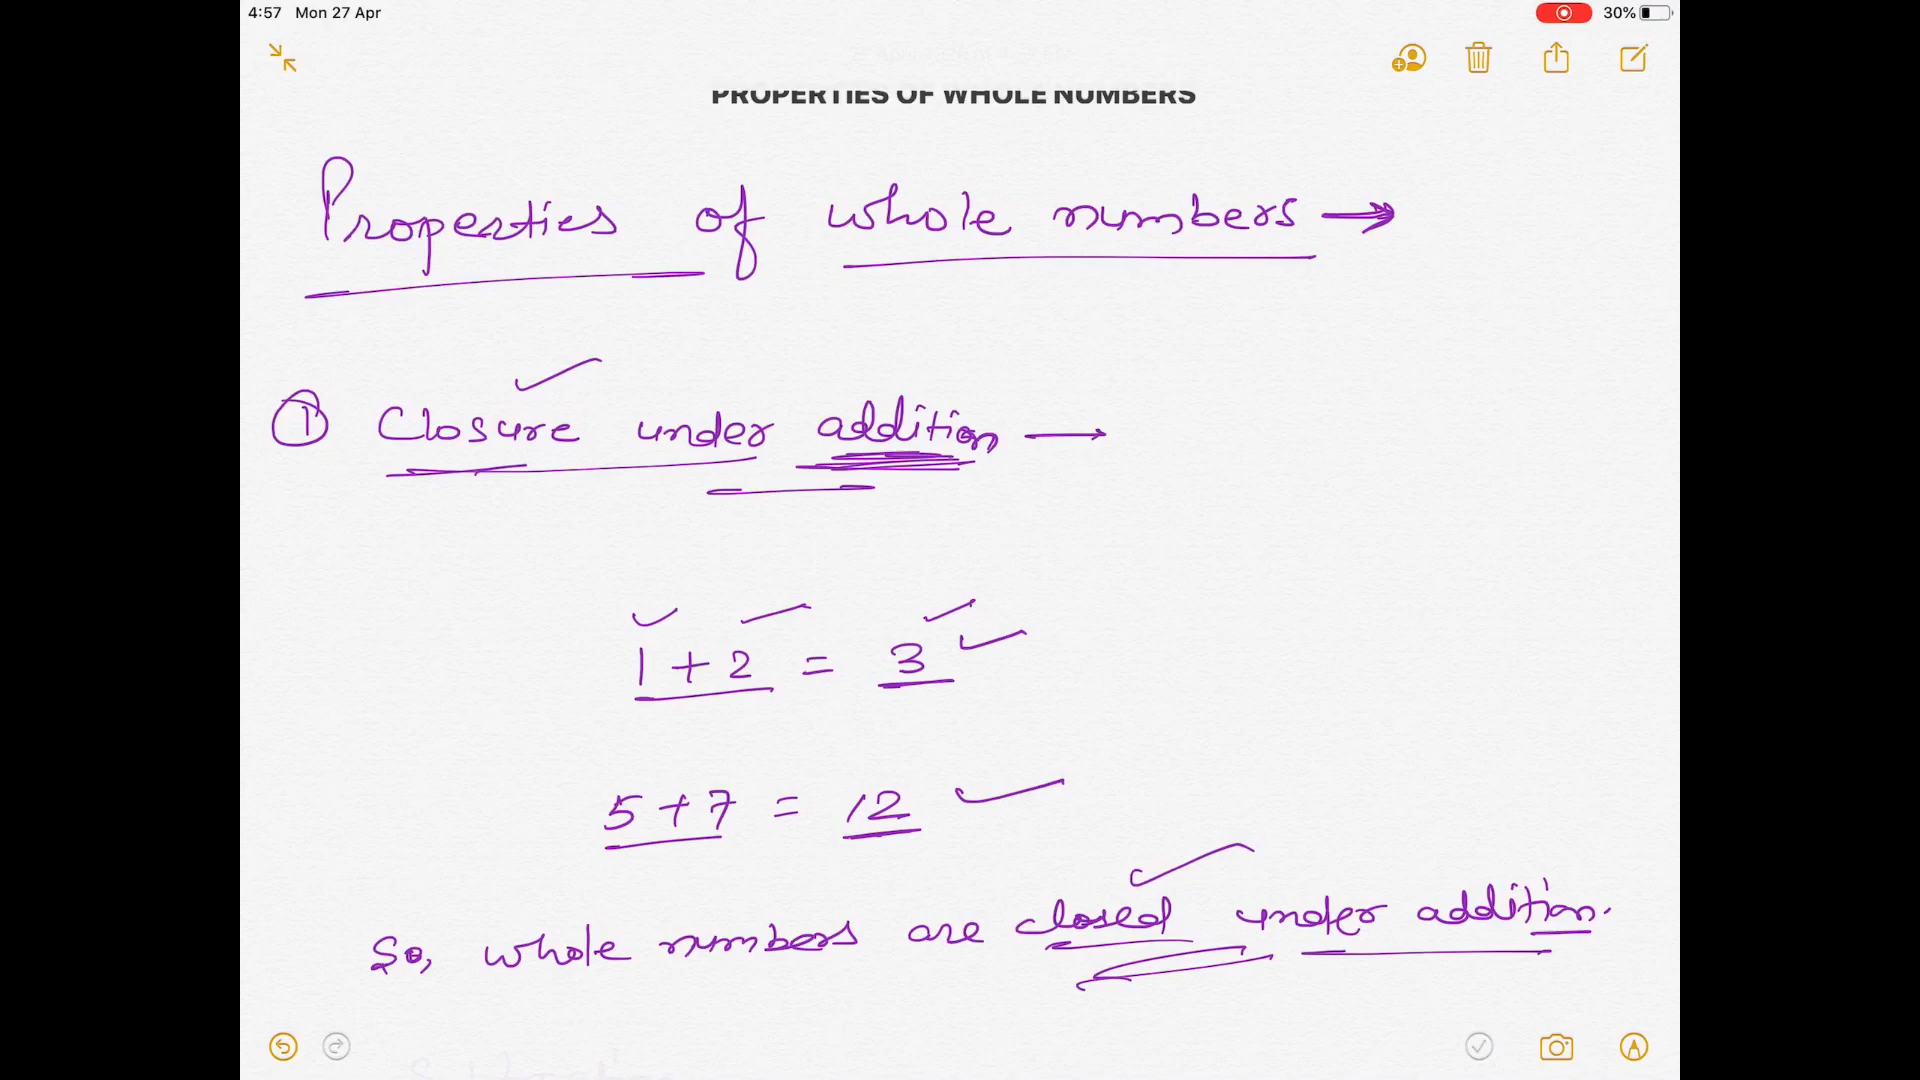 4:57 Mon 27 Apr 30%
PROPERTIES OF WHOLE NUMBERS
Properties of whole numbers →
① Closure under addition →
1 + 2 = 3
5 + 7 = 12
So, whole numbers are closed under addition.